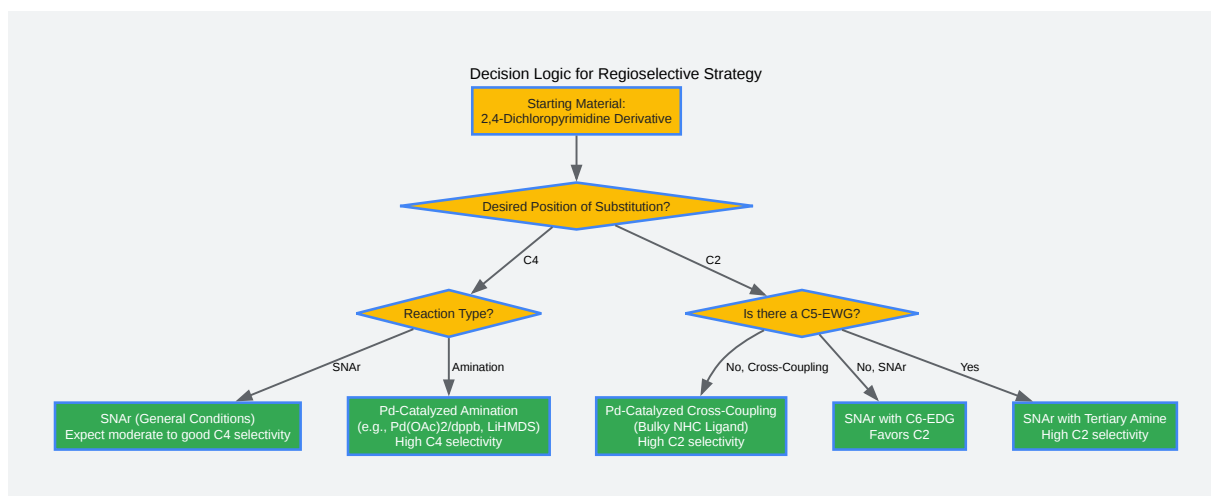 Decision Logic for Regioselective Strategy
Starting Material:
2,4-Dichloropyrimidine Derivative
Desired Position of Substitution?
C4
C2
Reaction Type?
Is there a C5-EWG?
SNAr
Amination
No, Cross-Coupling
No, SNAr
Yes
SNAr (General Conditions)
Expect moderate to good C4 selectivity
Pd-Catalyzed Amination
(e.g., Pd(OAc)2/dppb, LiHMDS)
High C4 selectivity
Pd-Catalyzed Cross-Coupling
(Bulky NHC Ligand)
High C2 selectivity
SNAr with C6-EDG
Favors C2
SNAr with Tertiary Amine
High C2 selectivity